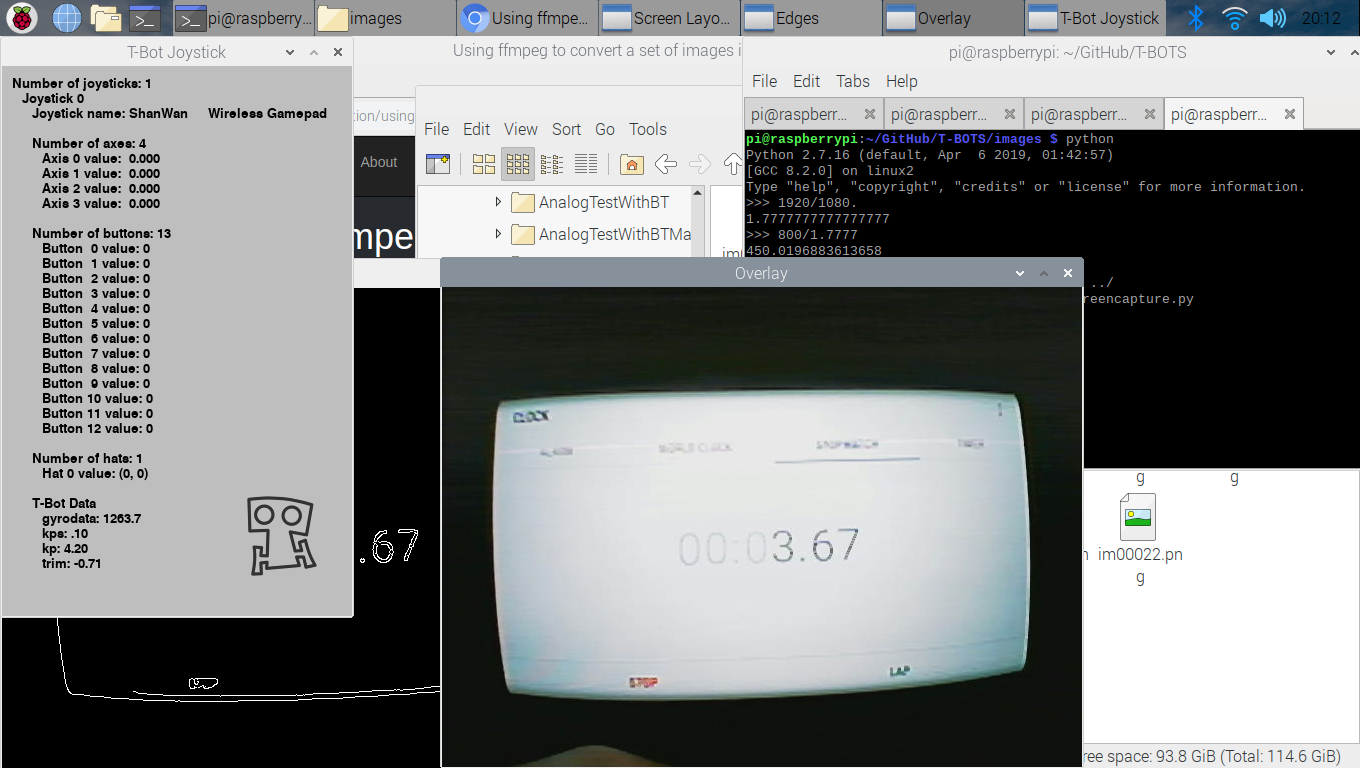 pi@raspberry...
images
Using ffmpe...
Screen Layo...
Edges
Overlay
T-Bot Joystick
20:12
T-Bot Joystick
Number of joysticks: 1
Joystick 0
Joystick name: ShanWan Wireless Gamepad
Number of axes: 4
Axis 0 value: 0.000
Axis 1 value: 0.000
Axis 2 value: 0.000
Axis 3 value: 0.000
Number of buttons: 13
Button 0 value: 0
Button 1 value: 0
Button 2 value: 0
Button 3 value: 0
Button 4 value: 0
Button 5 value: 0
Button 6 value: 0
Button 7 value: 0
Button 8 value: 0
Button 9 value: 0
Button 10 value: 0
Button 11 value: 0
Button 12 value: 0
Number of hats: 1
Hat 0 value: (0, 0)
T-Bot Data
gyrodata: 1263.7
kps: .10
kp: 4.20
trim: -0.71
.67
Using ffmpeg to convert a set of images i
tion/using
About
mpe
File Edit View Sort Go Tools
AnalogTestWithBT
AnalogTestWithBTMa
im
pi@raspberrypi: ~/GitHub/T-BOTS
File Edit Tabs Help
pi@raspberr... pi@raspberr... pi@raspberr... pi@raspberr...
pi@raspberrypi:~/GitHub/T-BOTS/images $ python
Python 2.7.16 (default, Apr  6 2019, 01:42:57)
[GCC 8.2.0] on linux2
Type "help", "copyright", "credits" or "license" for more information.
>>> 1920/1080.
1.7777777777777777
>>> 800/1.7777
450.0196883613658
../
reencapture.py
Overlay
CLOCK
ALARM WORLD CLOCK STOPWATCH TIMER
00:03.67
STOP LAP
g g
n im00022.pn
g
ree space: 93.8 GiB (Total: 114.6 GiB)